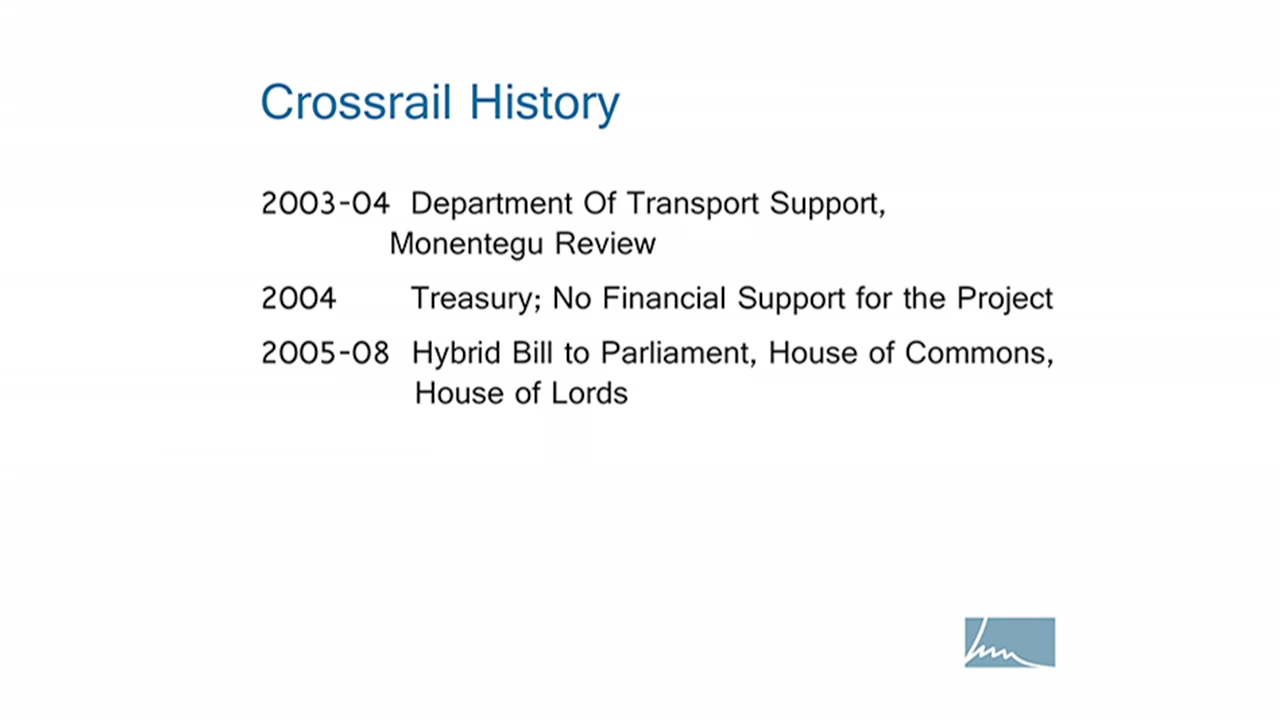 Crossrail History
2003-04 Department Of Transport Support,
Monentegu Review
2004 Treasury; No Financial Support for the Project
2005-08 Hybrid Bill to Parliament, House of Commons,
House of Lords